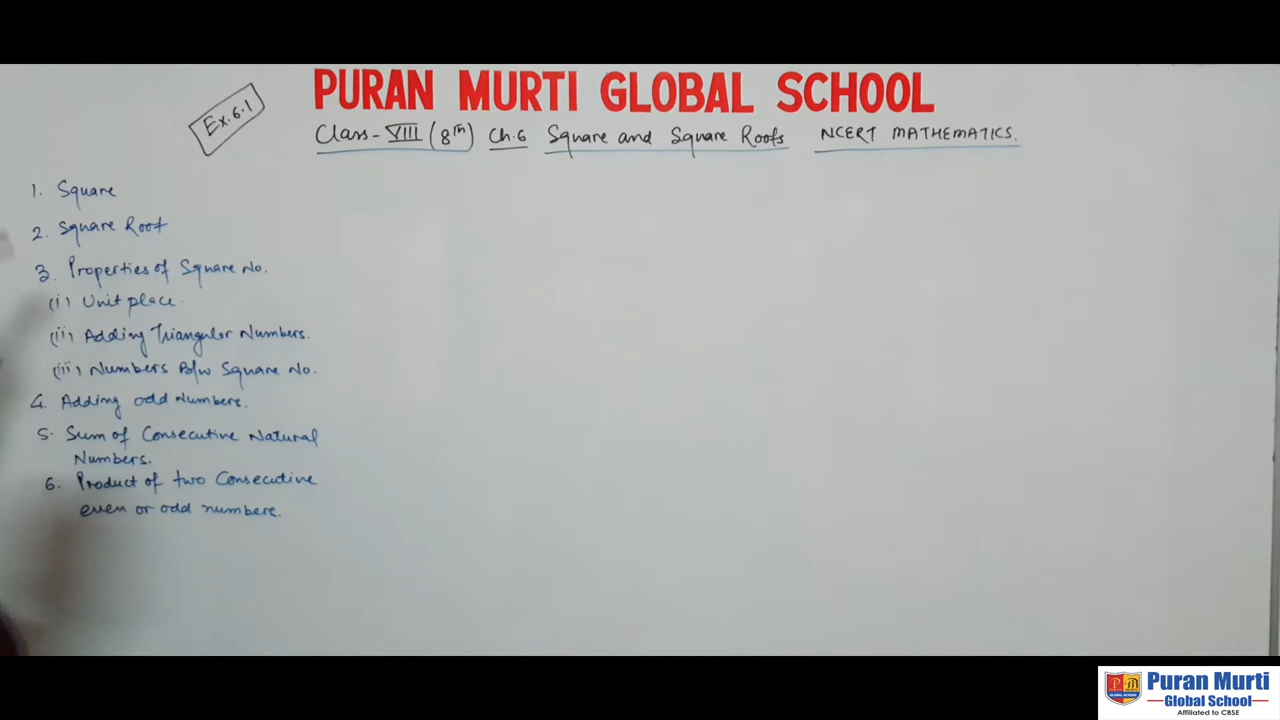 PURAN MURTI GLOBAL SCHOOL
Ex.6.1
Class-VIII (8th) Ch.6 Square and Square Roots NCERT MATHEMATICS.
1. Square
2. Square Root
3. Properties of Square No.
(i) Unit place
(ii) Adding Triangular Numbers.
(iii) Numbers B/w Square No.
4. Adding odd Numbers.
5. Sum of Consecutive Natural
Numbers.
6. Product of two Consecutive
even or odd numbers.
Puran Murti
Global School
Affiliated to CBSE